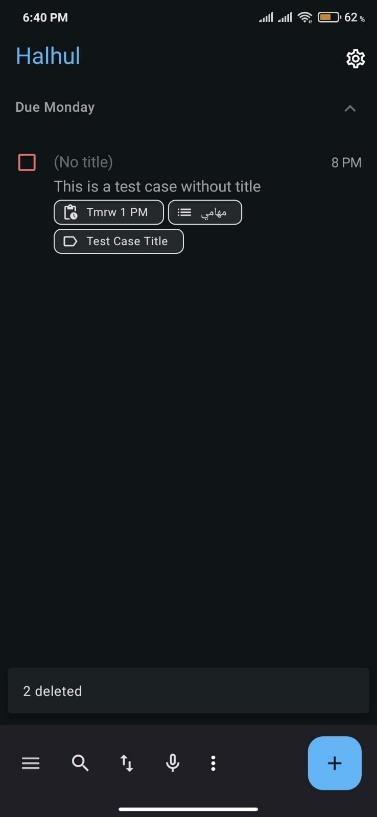 6:40 PM 62%
Halhul
Due Monday
(No title) 8 PM
This is a test case without title
Tmrw 1 PM مهامي
Test Case Title
2 deleted